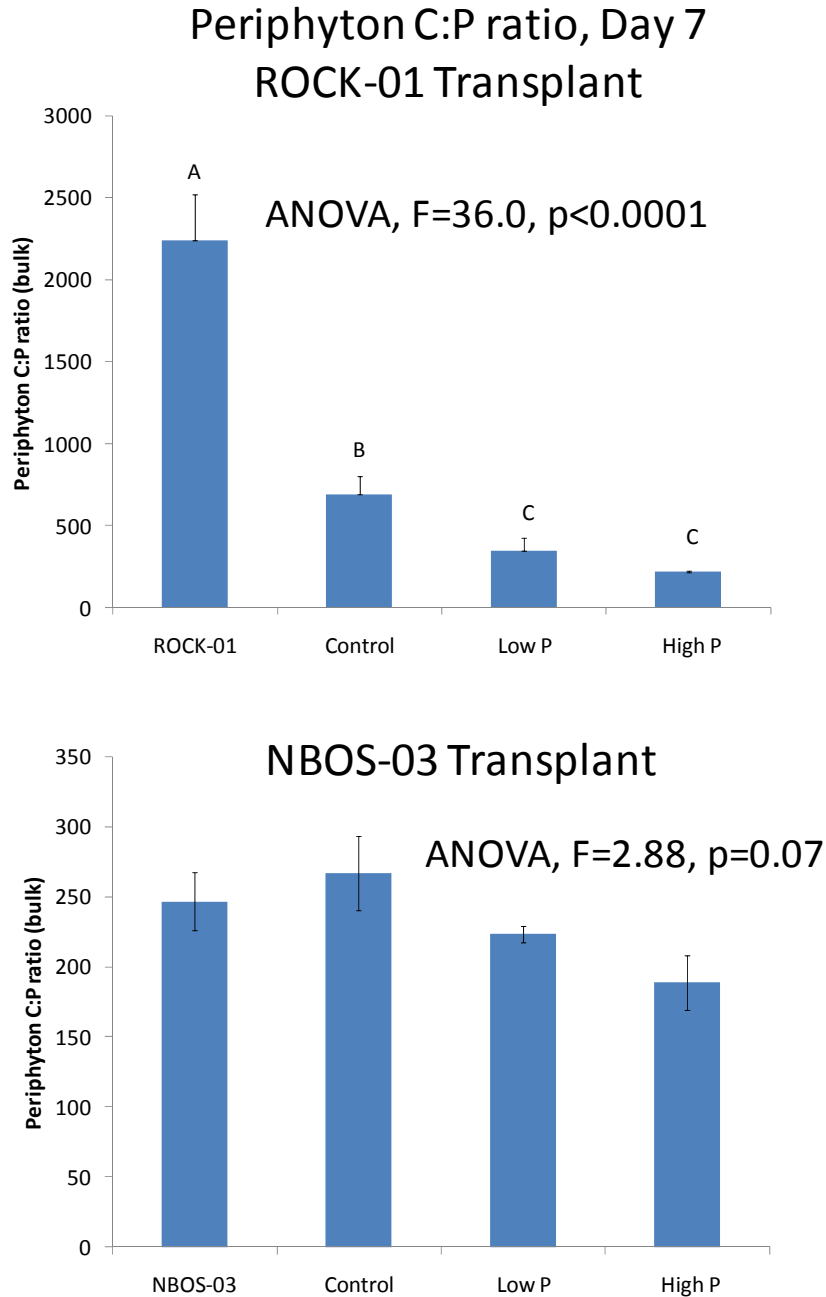 Periphyton C:P ratio, Day 7
ROCK-01 Transplant
3000
2500
2000
1500
1000
500
0
Periphyton C:P ratio (bulk)
A
ANOVA, F=36.0, p<0.0001
B
C
C
ROCK-01 Control Low P High P
NBOS-03 Transplant
350
300
250
200
150
100
50
0
Periphyton C:P ratio (bulk)
ANOVA, F=2.88, p=0.07
NBOS-03 Control Low P High P